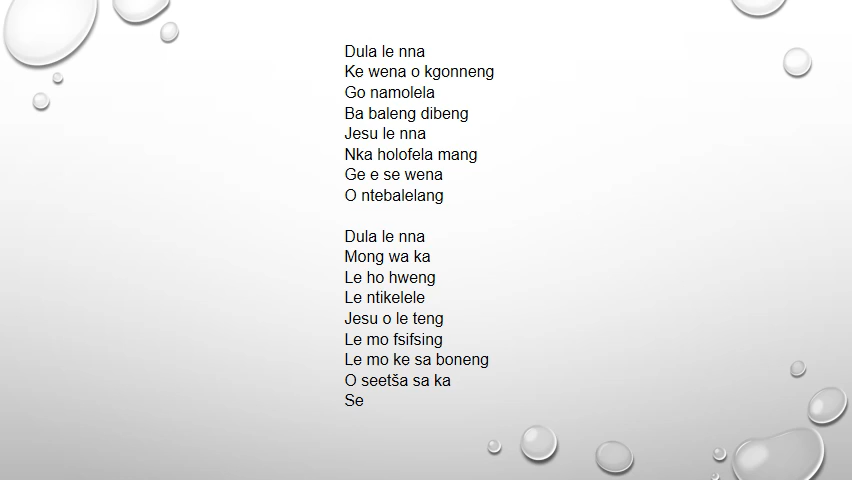 Dula le nna
Ke wena o kgonneng
Go namolela
Ba baleng dibeng
Jesu le nna
Nka holofela mang
Ge e se wena
O ntebalelang

Dula le nna
Mong wa ka
Le ho hweng
Le ntikelele
Jesu o le teng
Le mo fsifsing
Le mo ke sa boneng
O seetša sa ka
Se